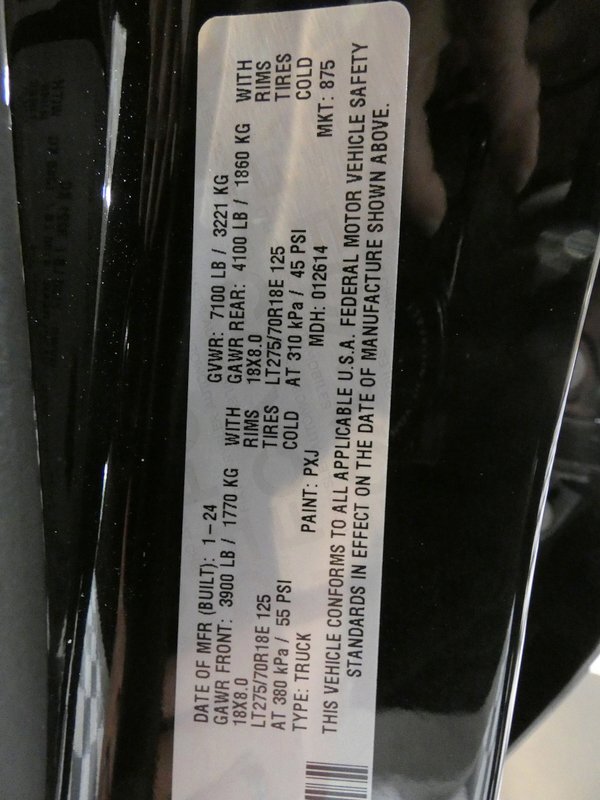 DATE OF MFR (BUILT): 1-24 GVWR: 7100 LB / 3221 KG
GAWR FRONT: 3900 LB / 1770 KG WITH GAWR REAR: 4100 LB / 1860 KG WITH
18X8.0 RIMS 18X8.0 RIMS
LT275/70R18E 125 TIRES LT275/70R18E 125 TIRES
AT 380 kPa / 55 PSI COLD AT 310 kPa / 45 PSI COLD
TYPE: TRUCK PAINT: PXJ MDH: 012614 MKT: 875
THIS VEHICLE CONFORMS TO ALL APPLICABLE U.S.A. FEDERAL MOTOR VEHICLE SAFETY
STANDARDS IN EFFECT ON THE DATE OF MANUFACTURE SHOWN ABOVE.